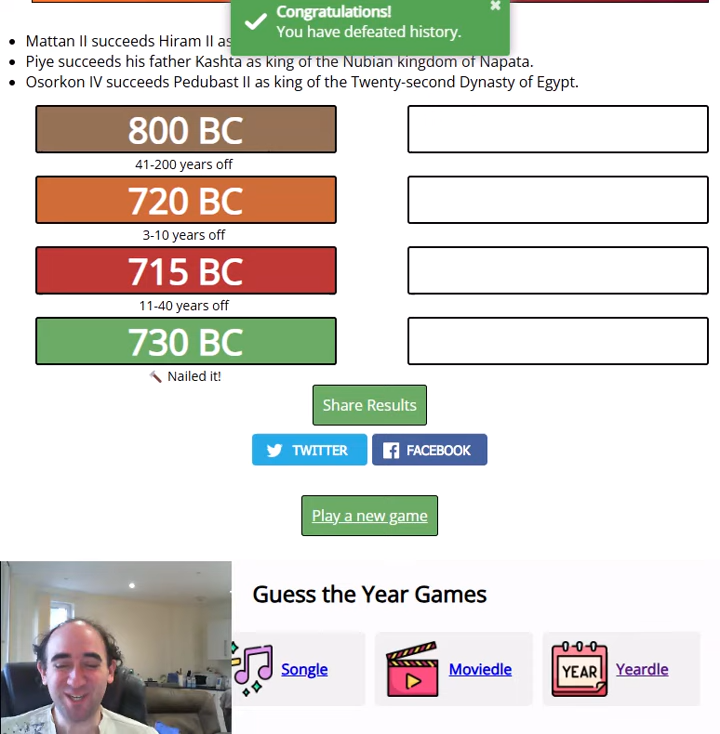 Congratulations!
You have defeated history.
Mattan II succeeds Hiram II as
Piye succeeds his father Kashta as king of the Nubian kingdom of Napata.
Osorkon IV succeeds Pedubast II as king of the Twenty-second Dynasty of Egypt.
800 BC
41-200 years off
720 BC
3-10 years off
715 BC
11-40 years off
730 BC
Nailed it!
Share Results
TWITTER
FACEBOOK
Play a new game
Guess the Year Games
Songle
Moviedle
YEAR
Yeardle